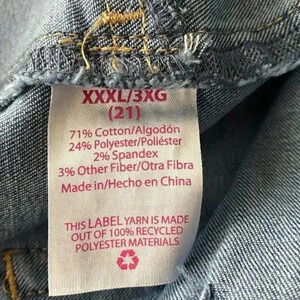 XXXL/3XG
(21)
71% Cotton/Algodón
24% Polyester/Poliéster
2% Spandex
3% Other Fiber/Otra Fibra
Made in/Hecho en China
THIS LABEL YARN IS MADE
OUT OF 100% RECYCLED
POLYESTER MATERIALS